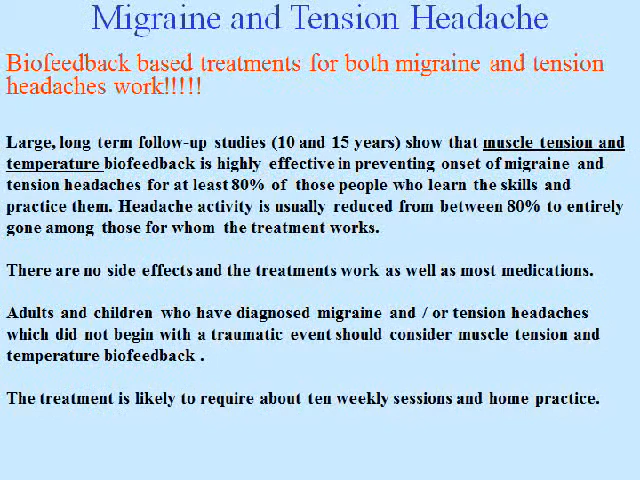 Migraine and Tension Headache
Biofeedback based treatments for both migraine and tension
headaches work!!!!!
Large, long term follow-up studies (10 and 15 years) show that muscle tension and
temperature biofeedback is highly effective in preventing onset of migraine and
tension headaches for at least 80% of those people who learn the skills and
practice them. Headache activity is usually reduced from between 80% to entirely
gone among those for whom the treatment works.
There are no side effects and the treatments work as well as most medications.
Adults and children who have diagnosed migraine and / or tension headaches
which did not begin with a traumatic event should consider muscle tension and
temperature biofeedback .
The treatment is likely to require about ten weekly sessions and home practice.